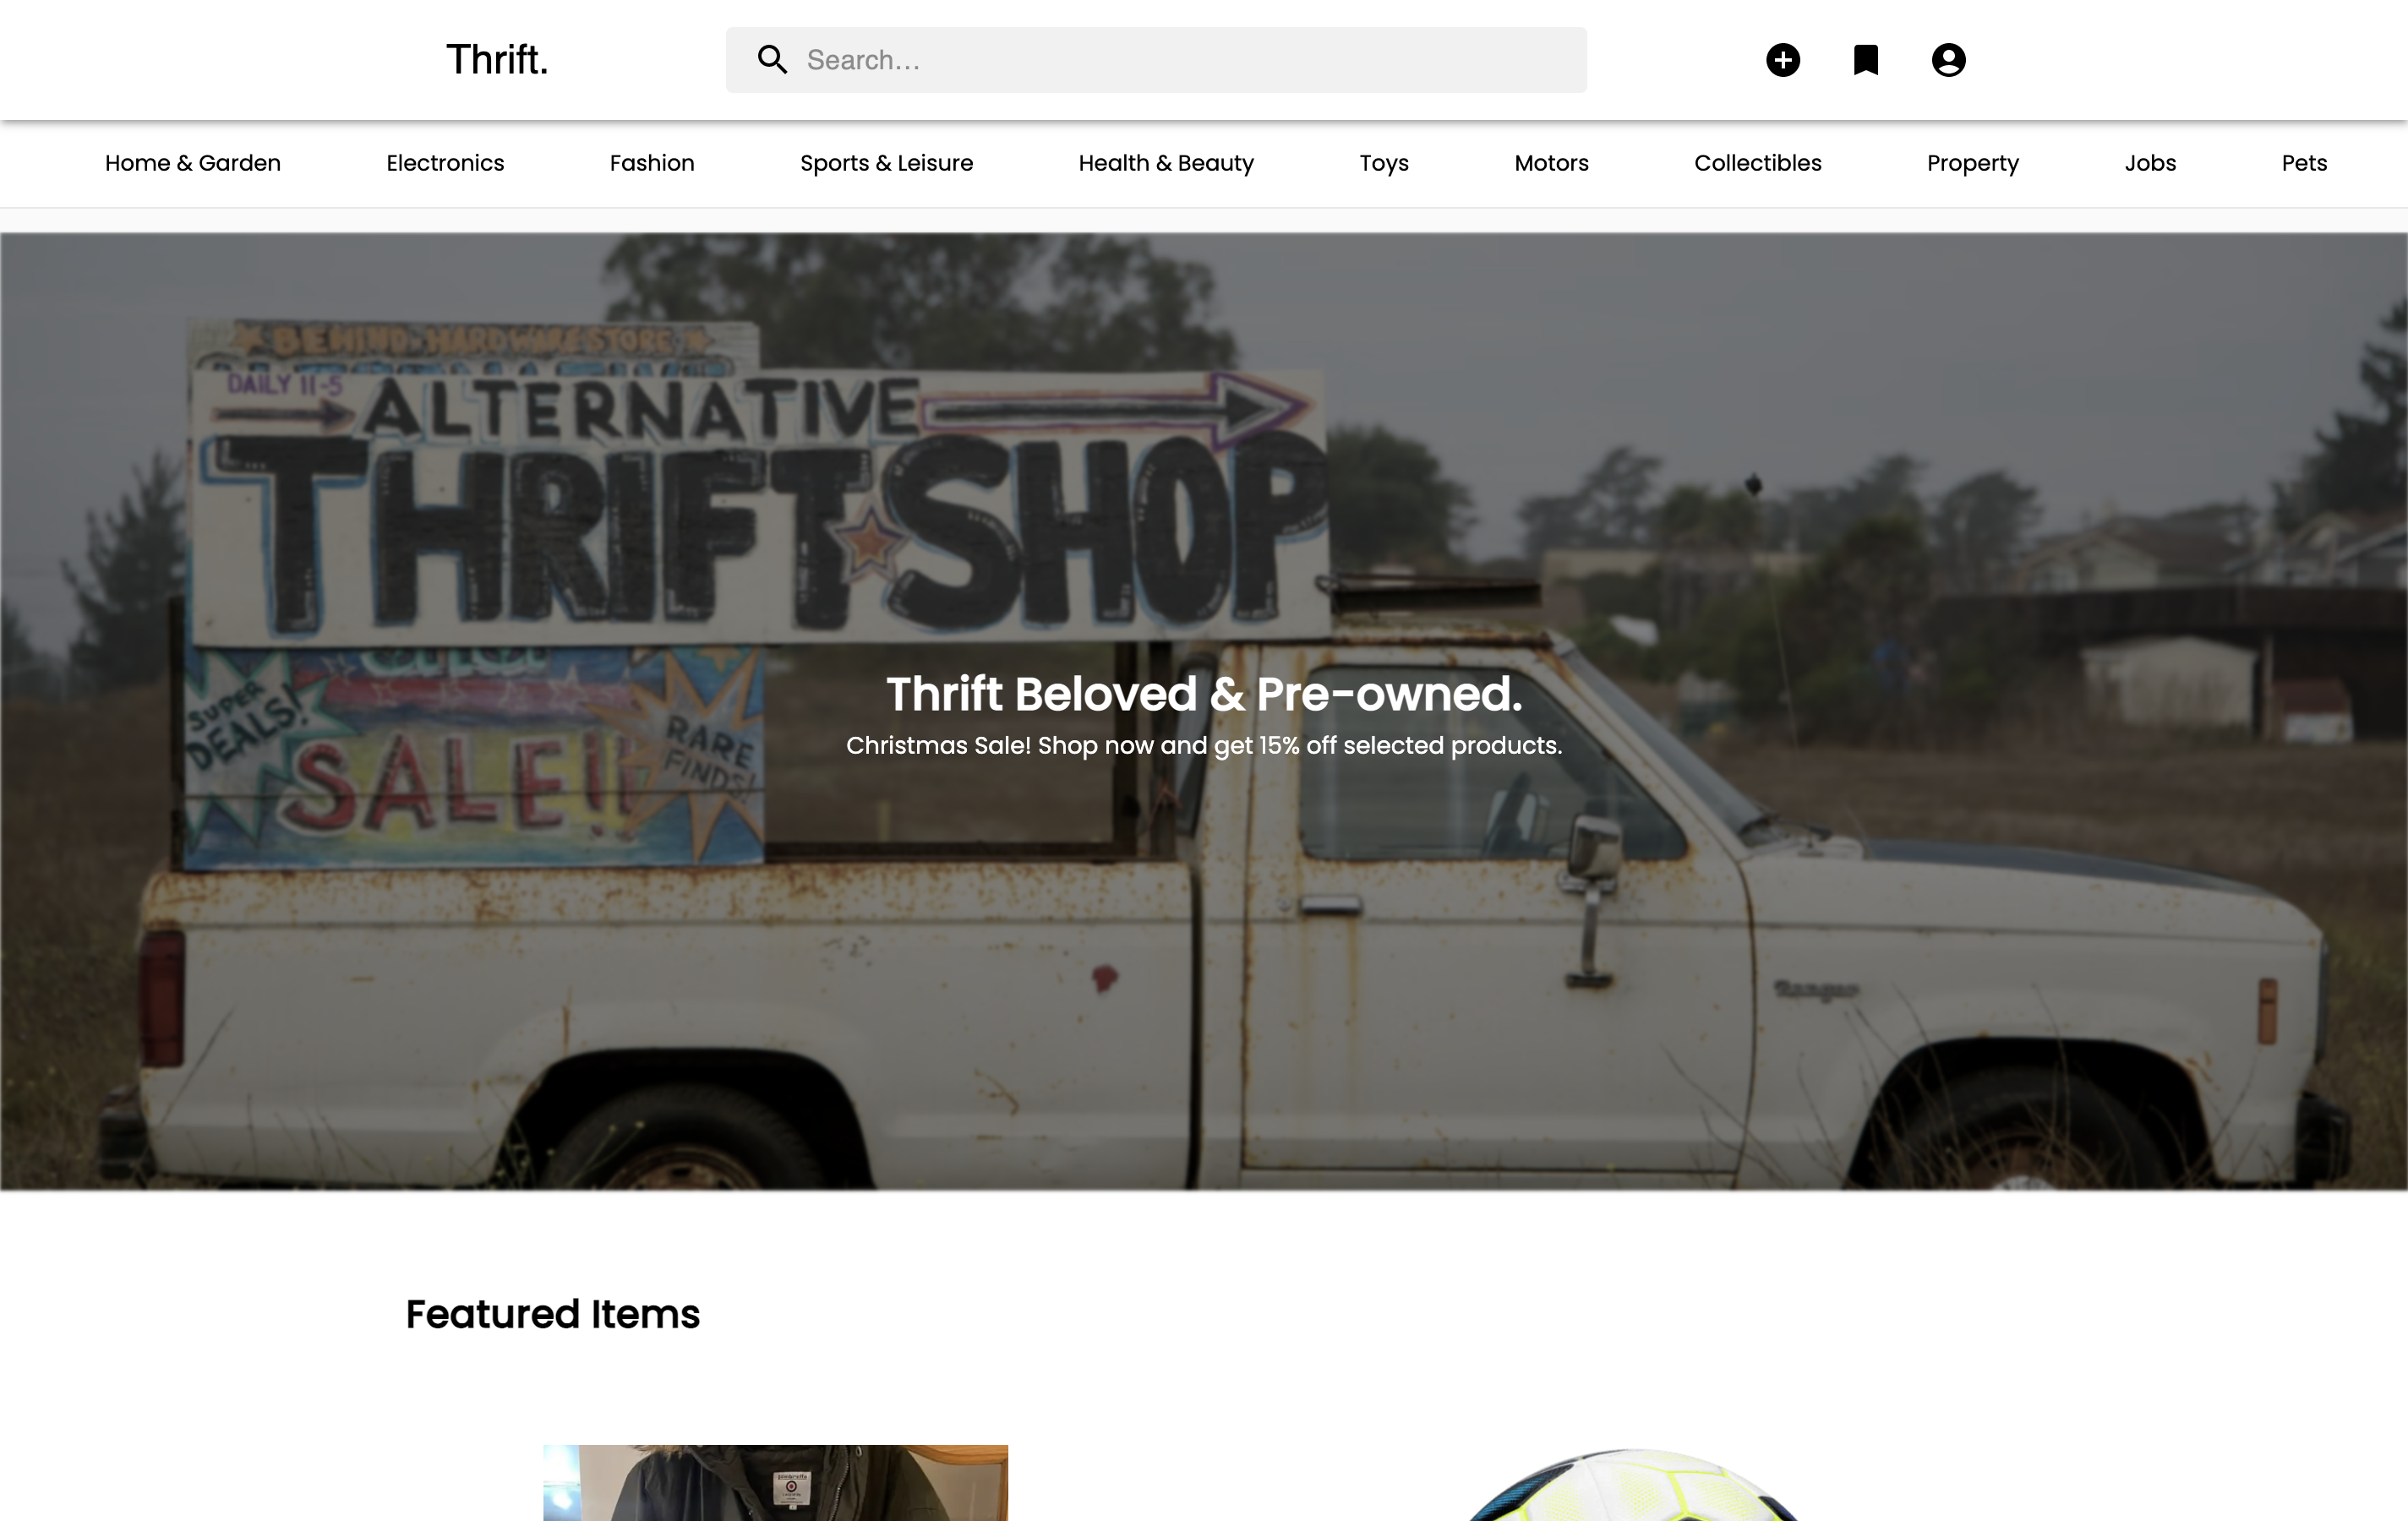 Thrift.
Search...
Home & Garden
Electronics
Fashion
Sports & Leisure
Health & Beauty
Toys
Motors
Collectibles
Property
Jobs
Pets
BEHIND HARDWARE STORE
DAILY 11-5
ALTERNATIVE
THRIFT SHOP
SUPER
DEALS!
SALE!!
RARE
FINDS!
Thrift Beloved & Pre-owned.
Christmas Sale! Shop now and get 15% off selected products.
Ranger
Featured Items